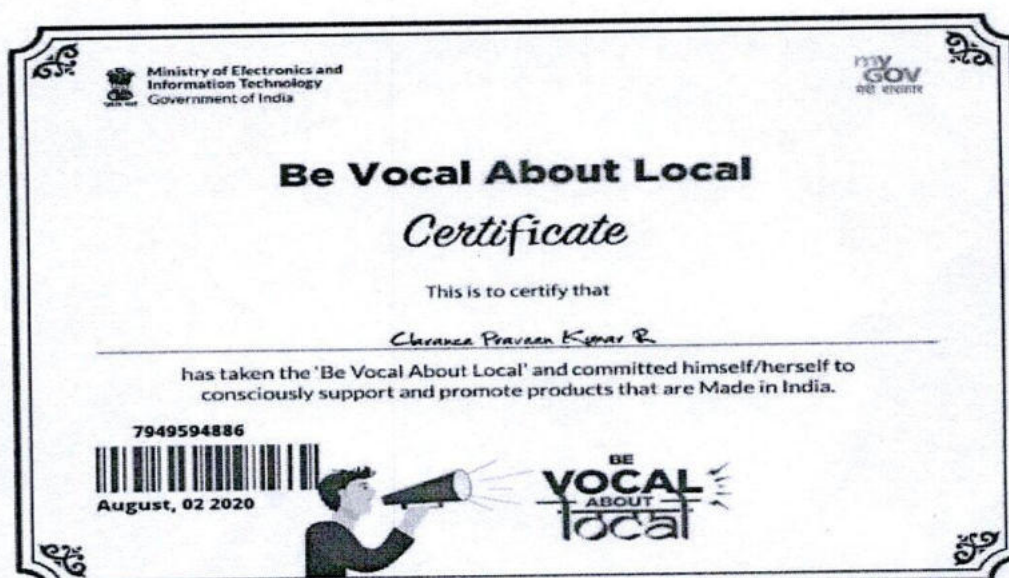 Ministry of Electronics and
Information Technology
Government of India
my
GOV
मेरी सरकार
Be Vocal About Local
Certificate
This is to certify that
Clarance Praveen Kumar R
has taken the 'Be Vocal About Local' and committed himself/herself to
consciously support and promote products that are Made in India.
7949594886
August, 02 2020
BE
VOCAL
ABOUT
local